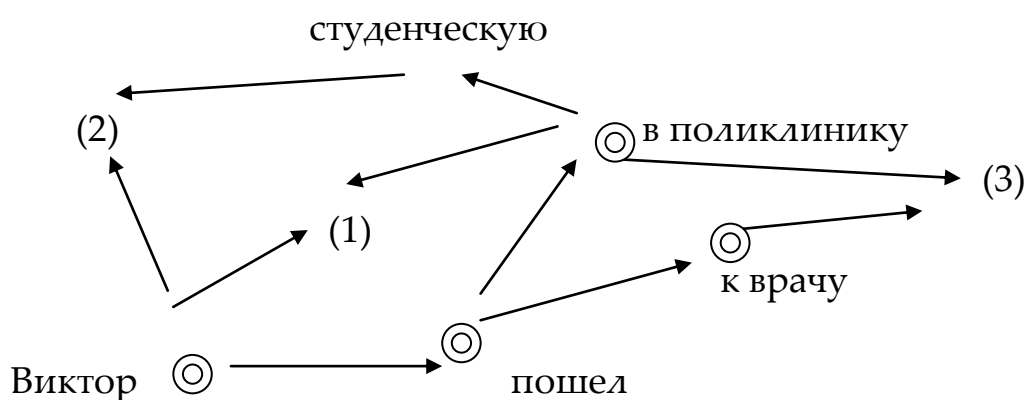 студенческую
(2)
в поликлинику
(3)
(1)
к врачу
Виктор
пошел